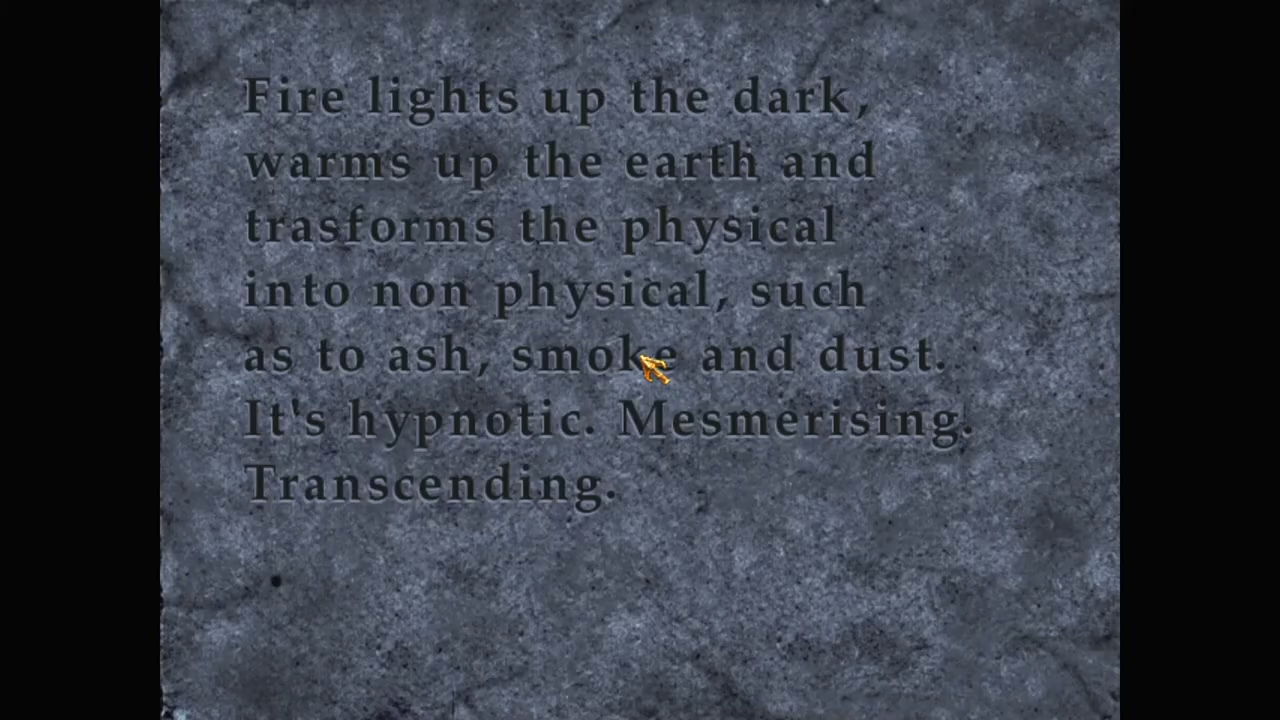 Fire lights up the dark,
warms up the earth and
trasforms the physical
into non physical, such
as to ash, smoke and dust.
It's hypnotic. Mesmerising.
Transcending.